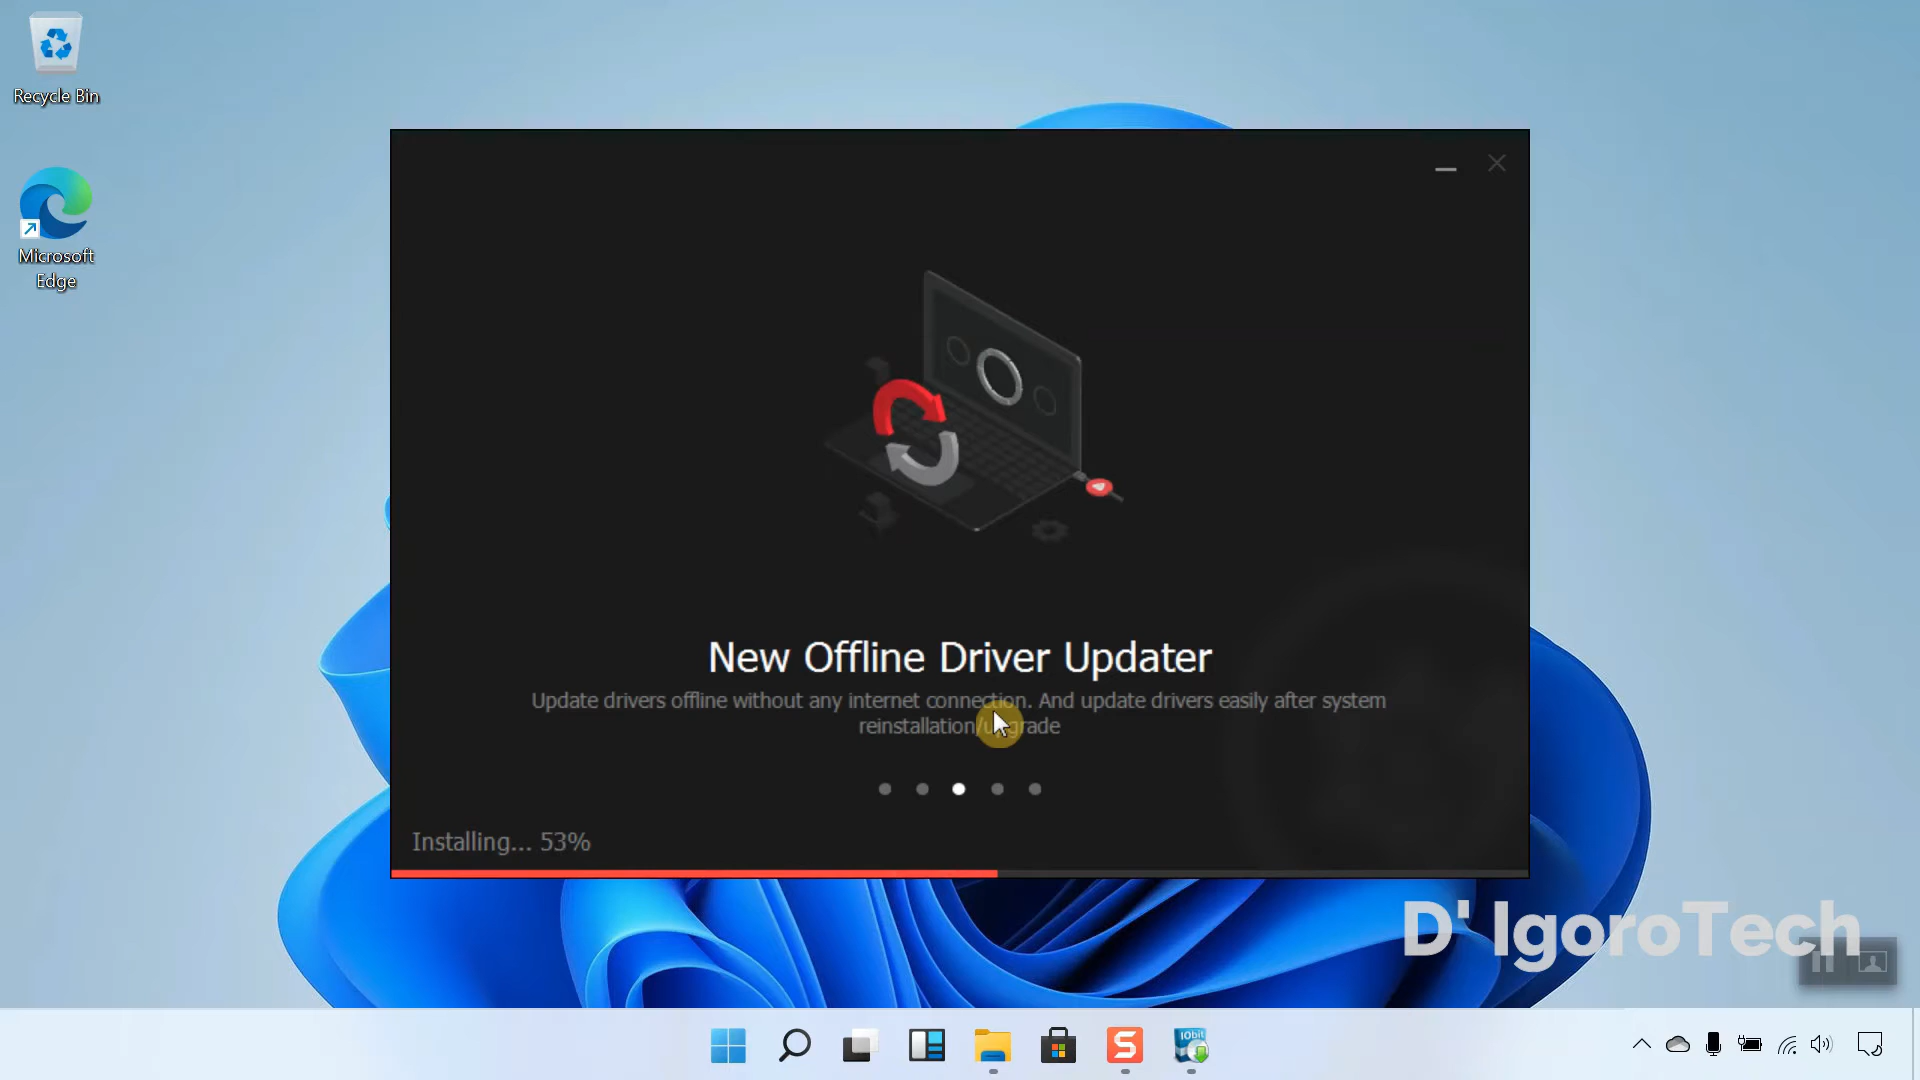 Recycle Bin
Microsoft
Edge
New Offline Driver Updater
Update drivers offline without any internet connection. And update drivers easily after system
reinstallation/upgrade
Installing... 53%
D' IgoroTech
S
IObit